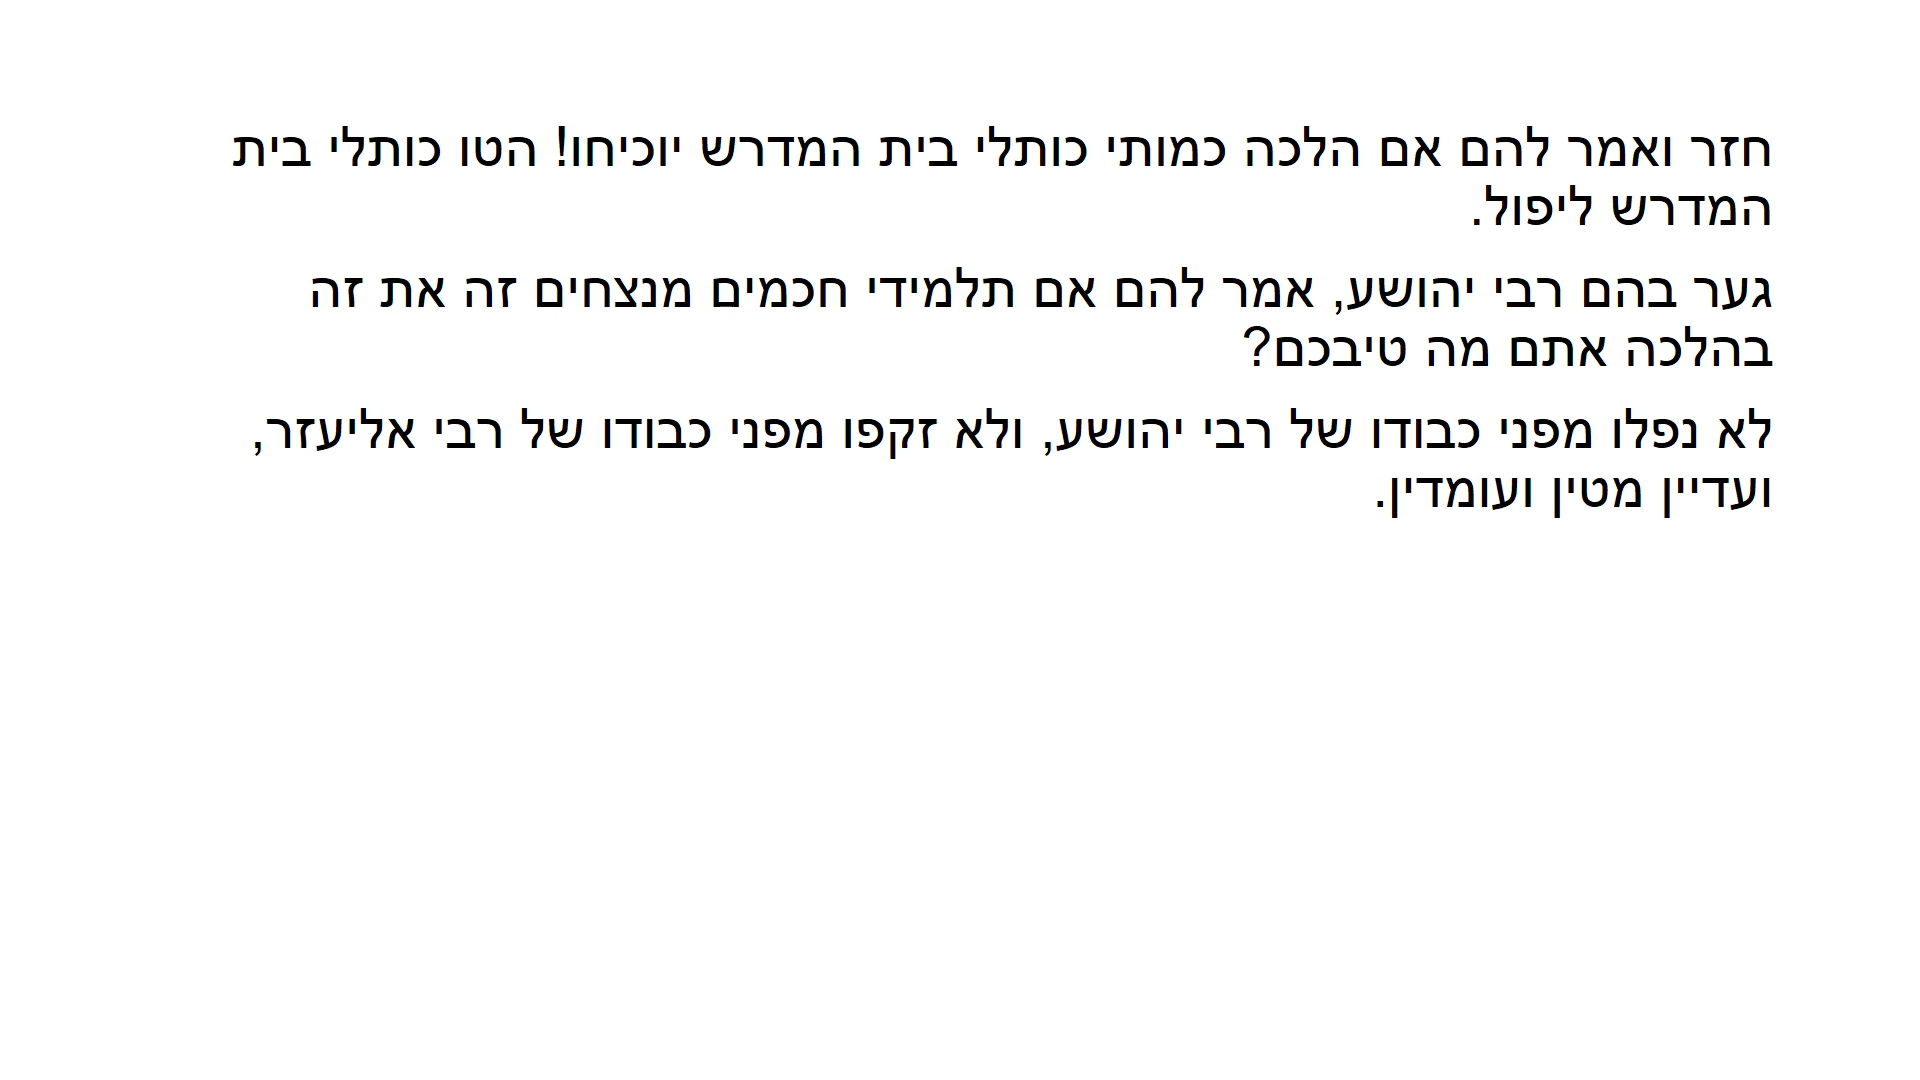 חזר ואמר להם אם הלכה כמותי כותלי בית המדרש יוכיחו! הטו כותלי בית
המדרש ליפול.
גער בהם רבי יהושע, אמר להם אם תלמידי חכמים מנצחים זה את זה
בהלכה אתם מה טיבכם?
לא נפלו מפני כבודו של רבי יהושע, ולא זקפו מפני כבודו של רבי אליעזר,
ועדיין מטין ועומדין.